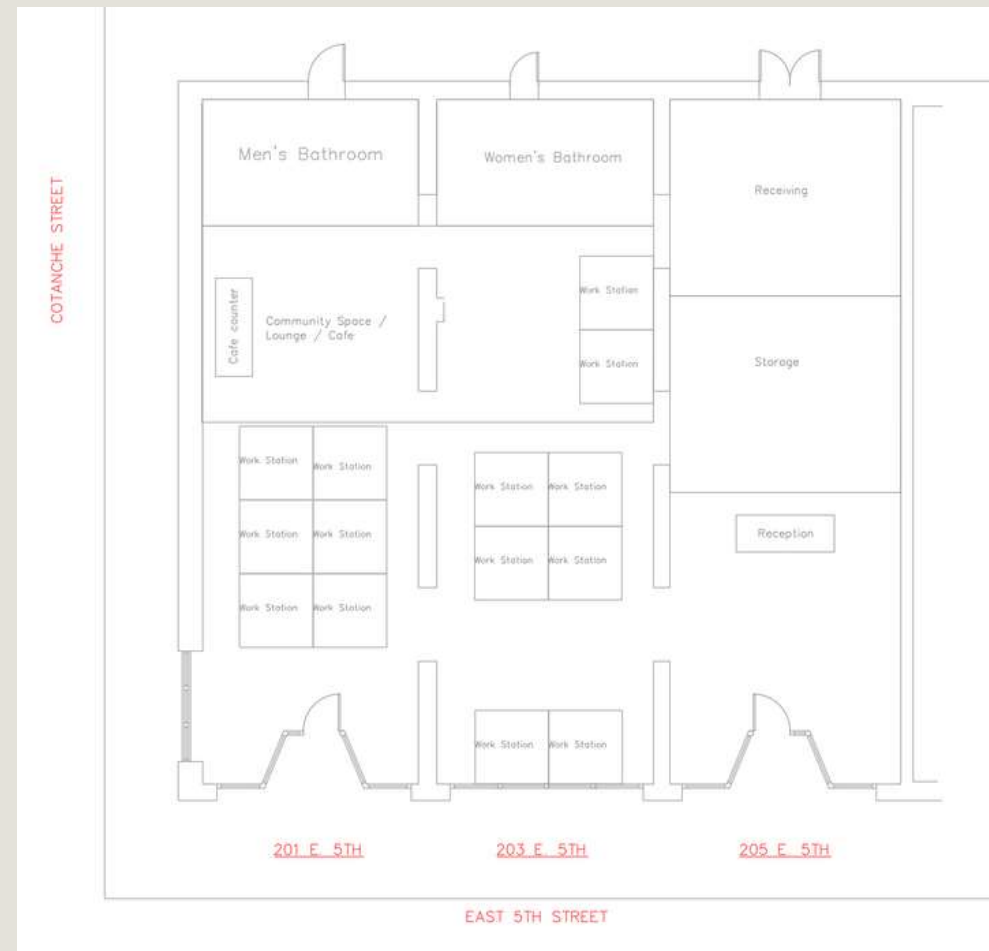 COTANCHE STREET
Men's Bathroom
Women's Bathroom
Receiving
Cafe counter
Community Space /
Lounge / Cafe
Work Station
Work Station
Storage
Work Station Work Station
Work Station Work Station
Work Station Work Station
Work Station Work Station
Work Station Work Station
Reception
Work Station Work Station
201 E. 5TH
203 E. 5TH
205 E. 5TH
EAST 5TH STREET